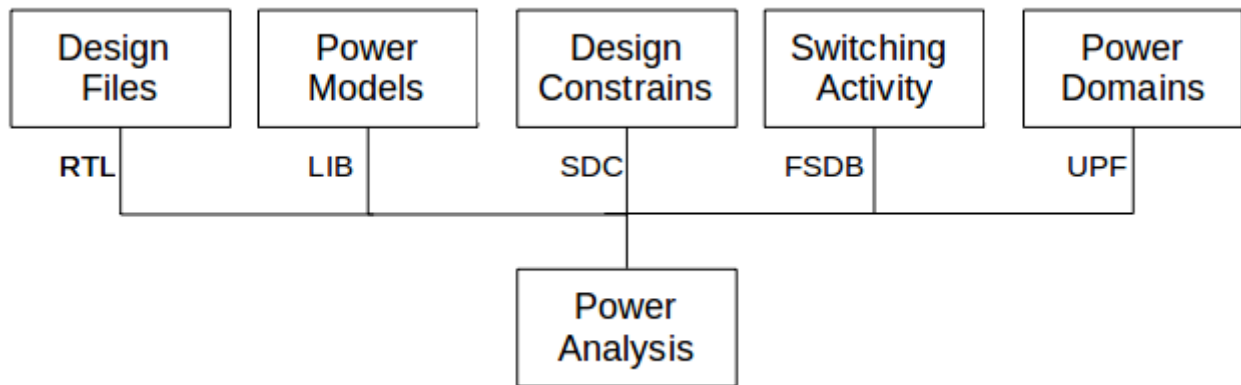 Design
Files
Power
Models
Design
Constrains
Switching
Activity
Power
Domains
RTL
LIB
SDC
FSDB
UPF
Power
Analysis